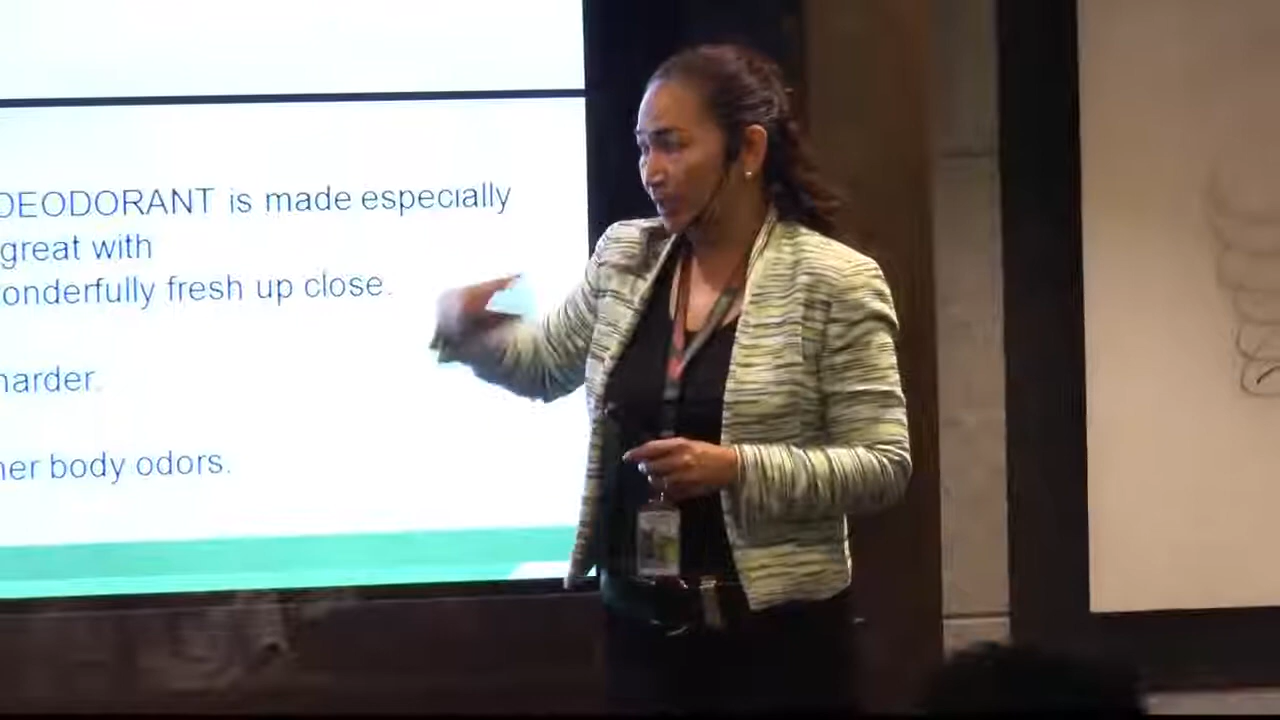 DEODORANT is made especially
great with
onderfully fresh up close.
harder.
her body odors.